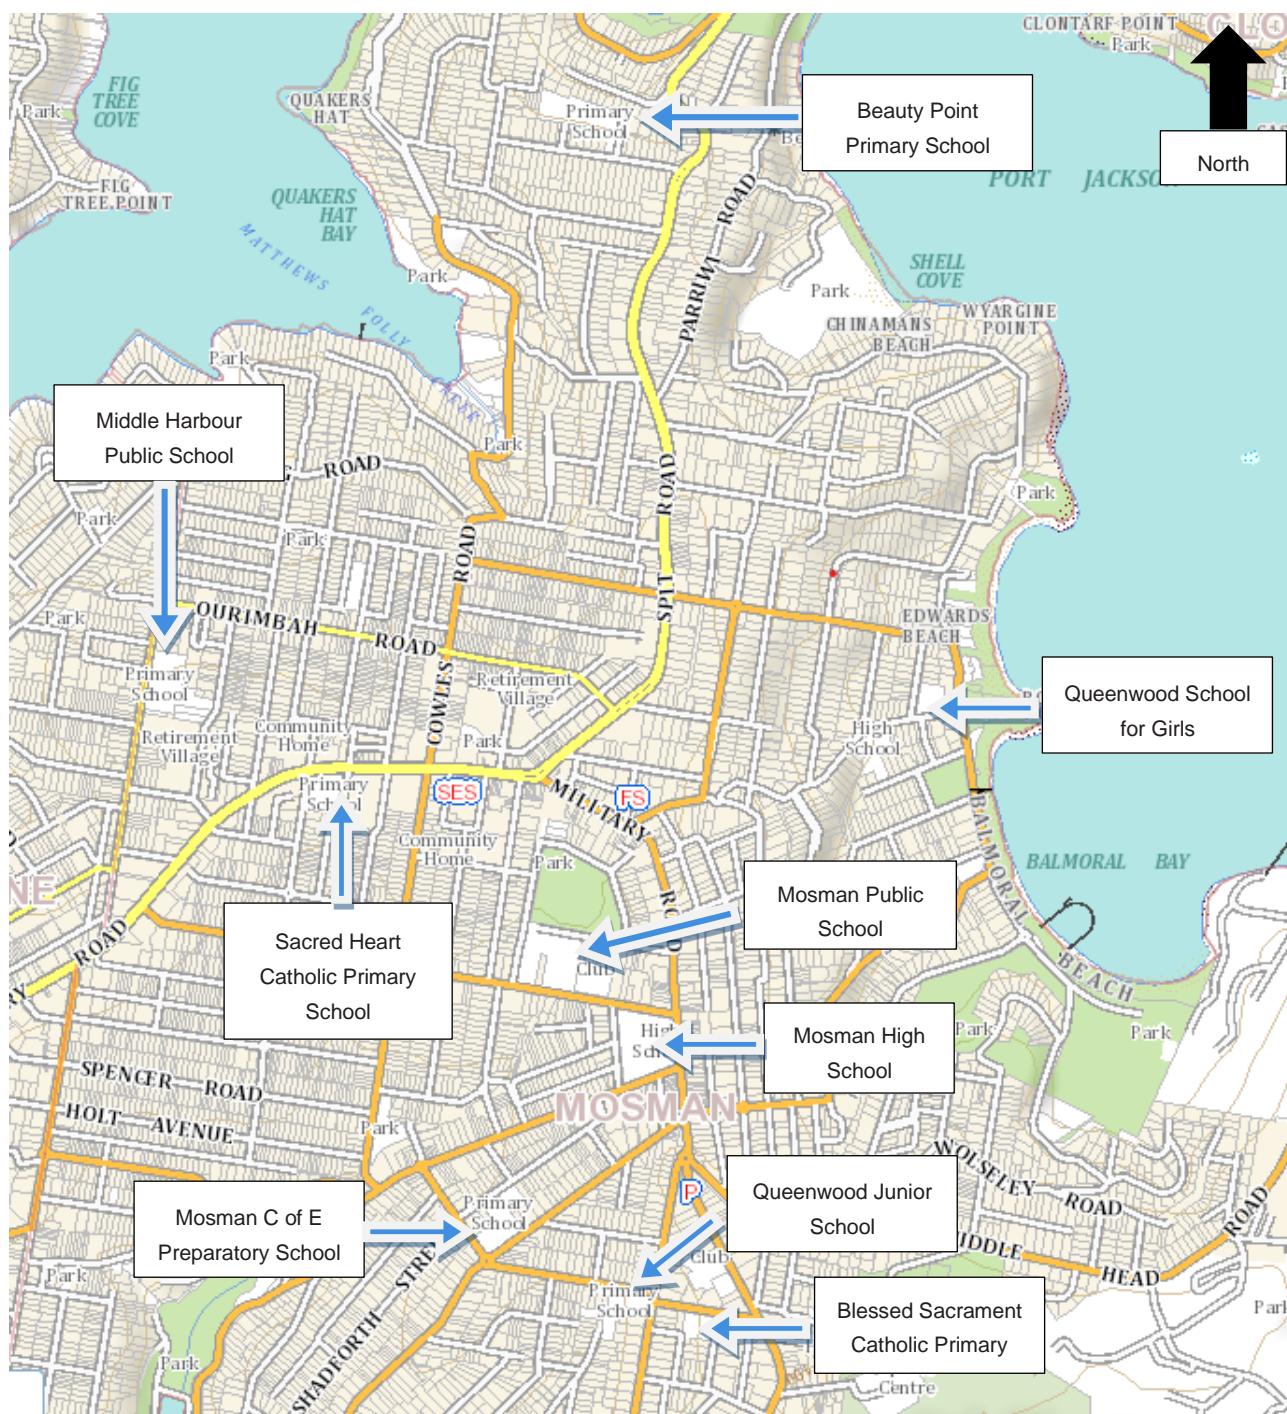 CLONTARF POINT
Park
FIG
TREE
COVE
Park
QUAKERS
HAT
Primary
School
Beauty Point
Primary School
North
PORT JACKSON
FIG
TREE POINT
QUAKERS
HAT
BAY
MATTHEWS
FOLLY
PARRIWI ROAD
Park
SHELL
COVE
Park
WYARGINE
POINT
CHINAMANS
BEACH
Park
Middle Harbour
Public School
Park
ROAD
Park
Park
Park
SPIT ROAD
Park
OURIMBAH ROAD
COWLES ROAD
EDWARDS
BEACH
Primary
School
Retirement
Village
Queenwood School
for Girls
Community
Home
Retirement
Village
Park
High
School
Primary
School
SES
FS
MILITARY
ROAD
Community
Home
Park
BALMORAL BAY
BALMORAL
BEACH
Mosman Public
School
Sacred Heart
Catholic Primary
School
ROAD
Club
High
Mosman High
School
Park
Park
SPENCER ROAD
HOLT AVENUE
MOSMAN
Park
WOLSELEY
ROAD
Queenwood Junior
School
P
Primary
School
Mosman C of E
Preparatory School
Club
HEAD
ROAD
Park
Primary
School
Blessed Sacrament
Catholic Primary
SHADFORTH
Park
Centre